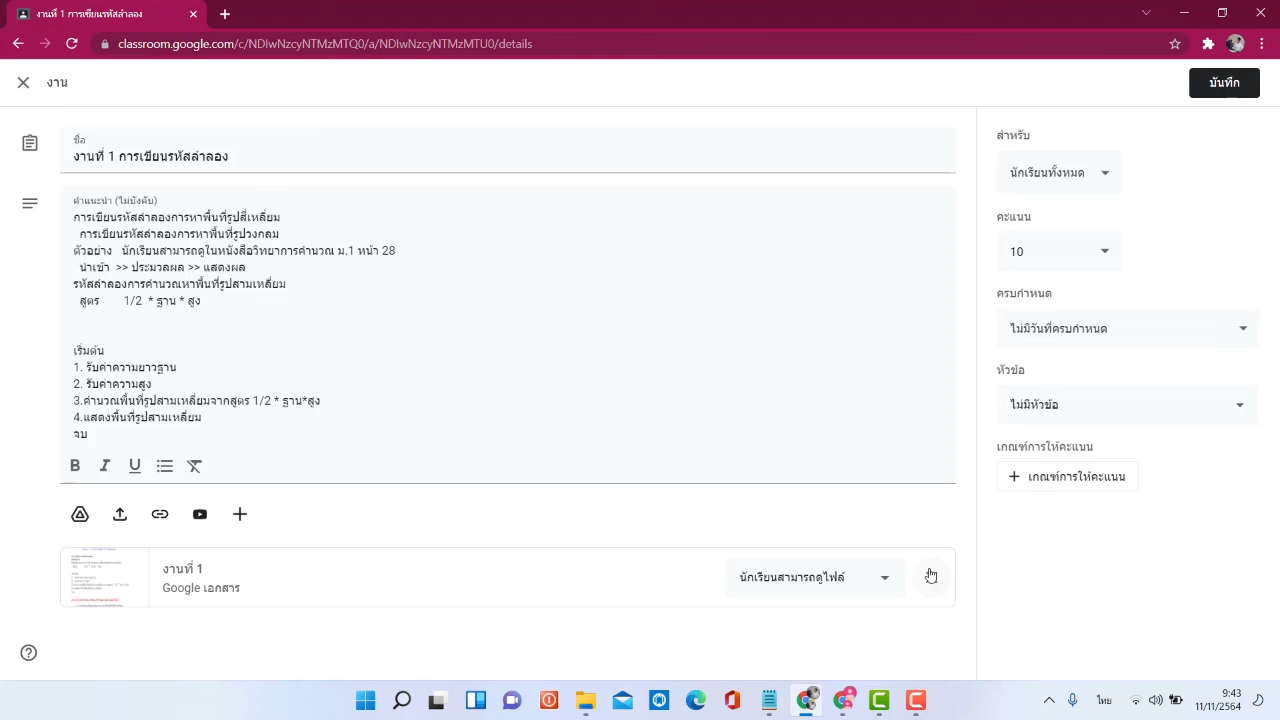 งานที่ 1 การเขียนรหัสลำลอง
classroom.google.com/c/NDIwNzcyNTMzMTQ0/a/NDIwNzcyNTMzMTU0/details
งาน
บันทึก
ชื่อ
งานที่ 1 การเขียนรหัสลำลอง
คำแนะนำ (ไม่บังคับ)
การเขียนรหัสลำลองการหาพื้นที่รูปสี่เหลี่ยม
การเขียนรหัสลำลองการหาพื้นที่รูปวงกลม
ตัวอย่าง นักเรียนสามารถดูในหนังสือวิทยาการคำนวณ ม.1 หน้า 28
นำเข้า >> ประมวลผล >> แสดงผล
รหัสลำลองการคำนวณหาพื้นที่รูปสามเหลี่ยม
สูตร 1/2 * ฐาน * สูง
เริ่มต้น
1. รับค่าความยาวฐาน
2. รับค่าความสูง
3.คำนวณพื้นที่รูปสามเหลี่ยมจากสูตร 1/2 * ฐาน*สูง
4.แสดงพื้นที่รูปสามเหลี่ยม
จบ
B I U
งานที่ 1
Google เอกสาร
นักเรียนสามารถดูไฟล์
สำหรับ
นักเรียนทั้งหมด
คะแนน
10
ครบกำหนด
ไม่มีวันที่ครบกำหนด
หัวข้อ
ไม่มีหัวข้อ
เกณฑ์การให้คะแนน
เกณฑ์การให้คะแนน
ไทย
9:43
11/11/2564